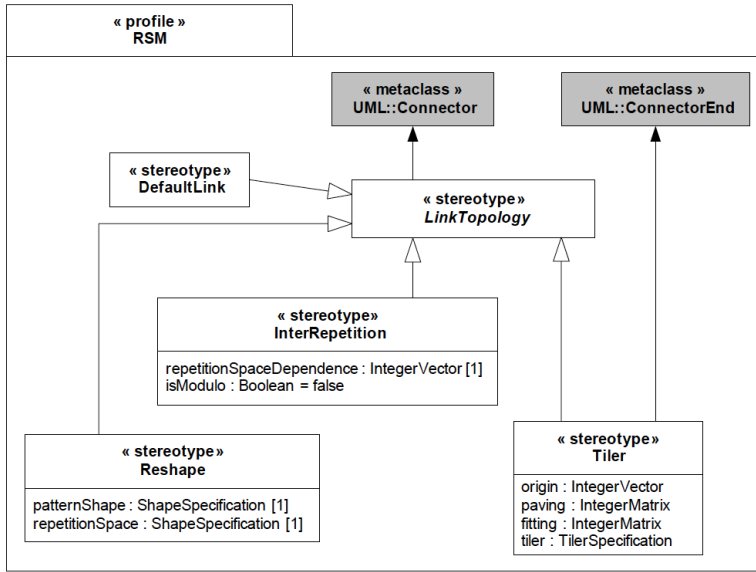 « profile »
RSM
« metaclass »
UML::Connector
« metaclass »
UML::ConnectorEnd
« stereotype»
DefaultLink
« stereotype»
LinkTopology
« stereotype»
InterRepetition
repetitionSpaceDependence : IntegerVector [1]
isModulo : Boolean = false
« stereotype»
Reshape
patternShape : ShapeSpecification [1]
repetitionSpace : ShapeSpecification [1]
« stereotype»
Tiler
origin : IntegerVector
paving : IntegerMatrix
fitting : IntegerMatrix
tiler : TilerSpecification